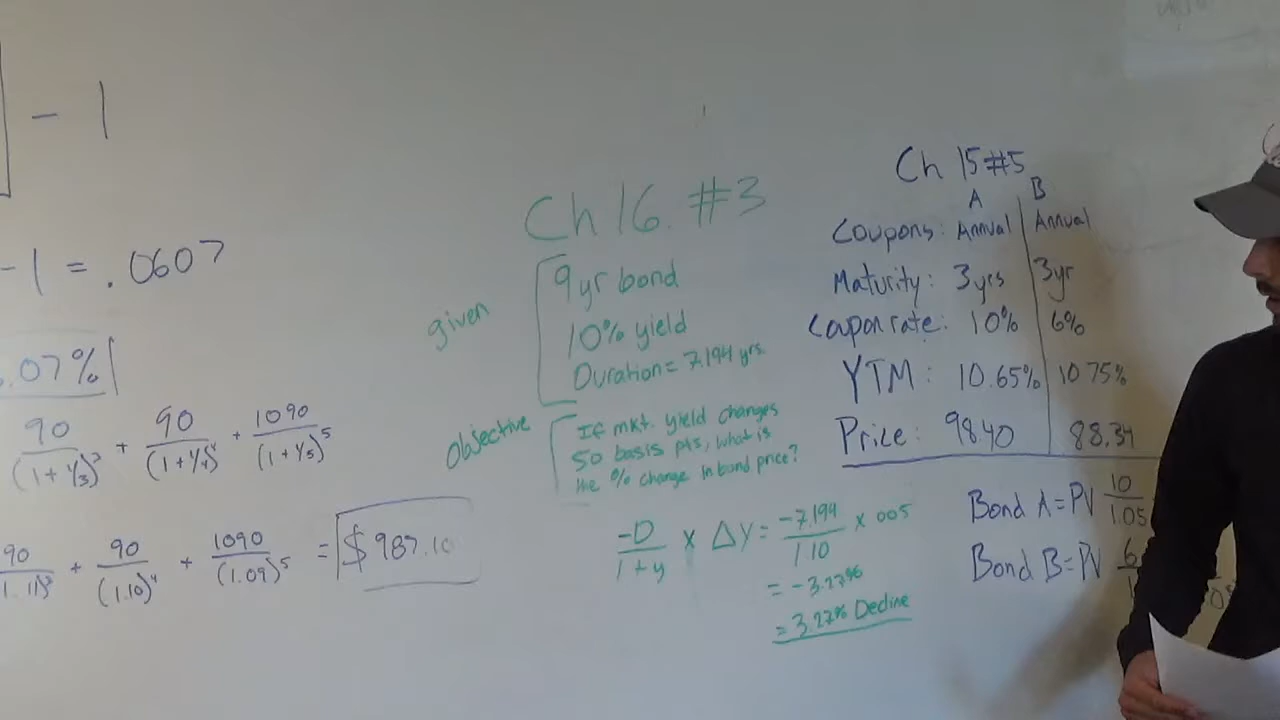 - 1
-1 = .0607
.07%
90/(1+y3)^3 + 90/(1+y4)^4 + 1090/(1+y5)^5
90/(1.11)^3 + 90/(1.10)^4 + 1090/(1.09)^5 = $987.10
Ch 16. #3
given
9yr bond
10% yield
Duration = 7.194 yrs.
Objective
If mkt. yield changes
50 basis pts, what is
the % change in bond price?
-D/1+y x ΔY = -7.194/1.10 x .005
= -3.27%
= 3.27% Decline
Ch 15 #5
A B
Coupons: Annual Annual
Maturity: 3yrs 3yr
Coupon rate: 10% 6%
YTM: 10.65% 10.75%
Price: 98.40 88.34
Bond A = PV 10/1.05
Bond B = PV 6